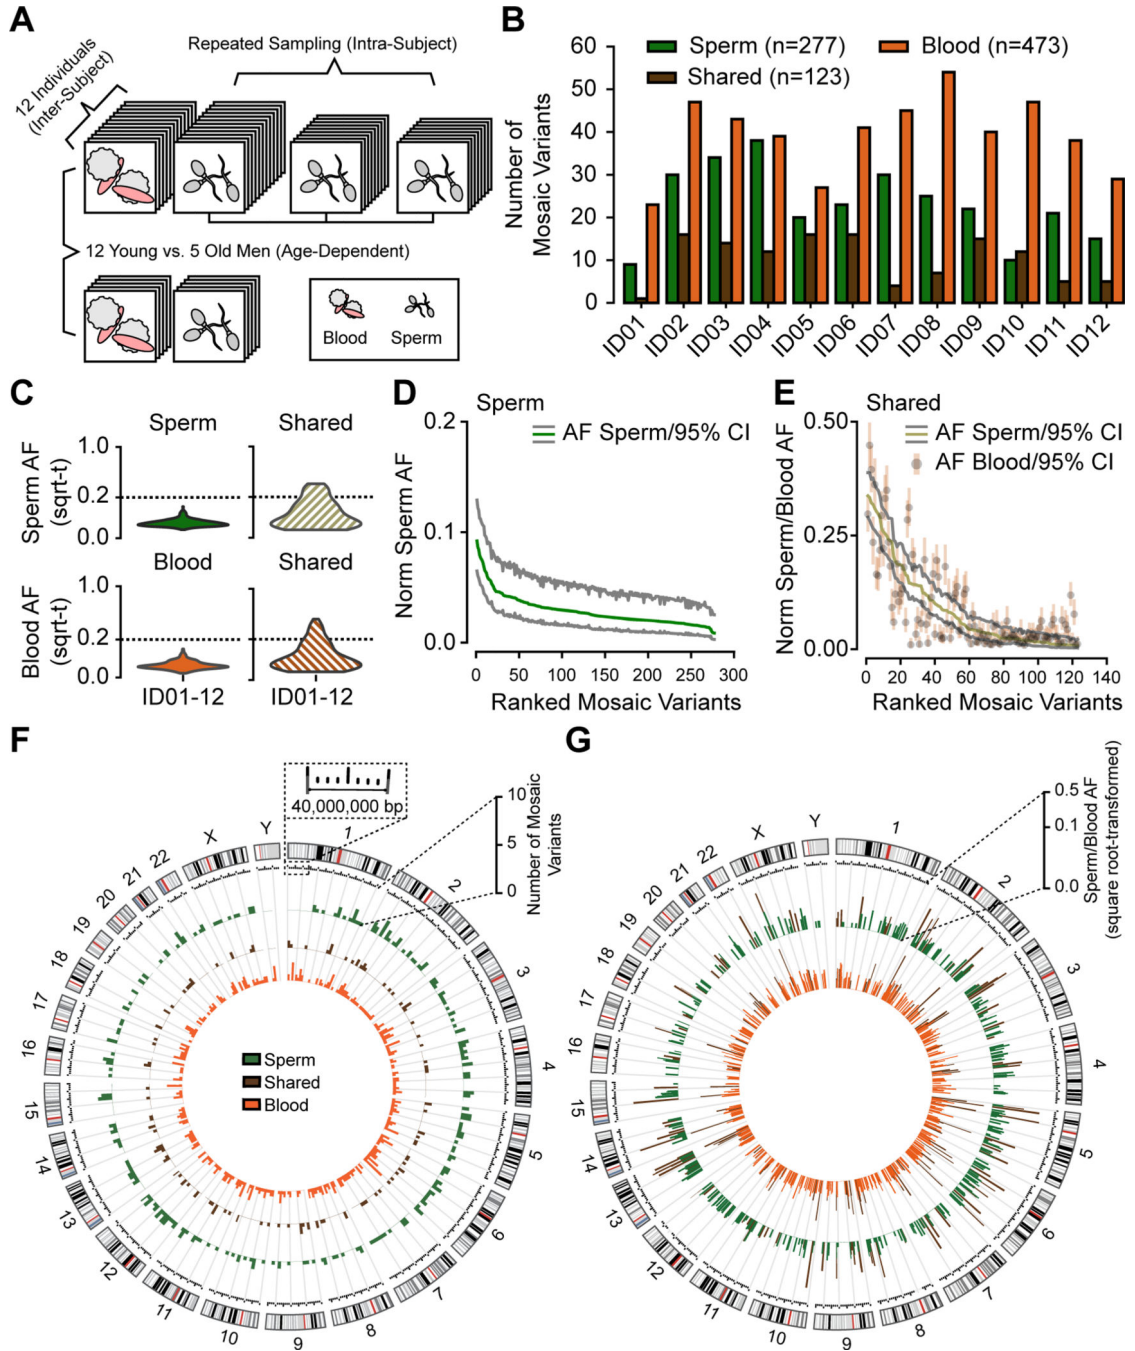 A
Repeated Sampling (Intra-Subject)
12 Individuals
(Inter-Subject)
12 Young vs. 5 Old Men (Age-Dependent)
Blood
Sperm
B
Sperm (n=277)
Blood (n=473)
Shared (n=123)
Number of
Mosaic Variants
60
50
40
30
20
10
0
ID01
ID02
ID03
ID04
ID05
ID06
ID07
ID08
ID09
ID10
ID11
ID12
C
Sperm
Shared
Sperm AF
(sqrt-t)
1.0
0.2
0.0
Blood
Shared
Blood AF
(sqrt-t)
1.0
0.2
0.0
ID01-12
ID01-12
D
Sperm
AF Sperm/95% CI
Norm Sperm AF
0.2
0.1
0.0
0
50
100
150
200
250
300
Ranked Mosaic Variants
E
Shared
AF Sperm/95% CI
AF Blood/95% CI
Norm Sperm/Blood AF
0.50
0.25
0.00
0
20
40
60
80
100
120
140
Ranked Mosaic Variants
F
40,000,000 bp
10
5
0
Number of Mosaic
Variants
1
2
3
4
5
6
7
8
9
10
11
12
13
14
15
16
17
18
19
20
21
22
X
Y
Sperm
Shared
Blood
G
0.5
0.1
0.0
Sperm/Blood AF
(square root-transformed)
1
2
3
4
5
6
7
8
9
10
11
12
13
14
15
16
17
18
19
20
21
22
X
Y